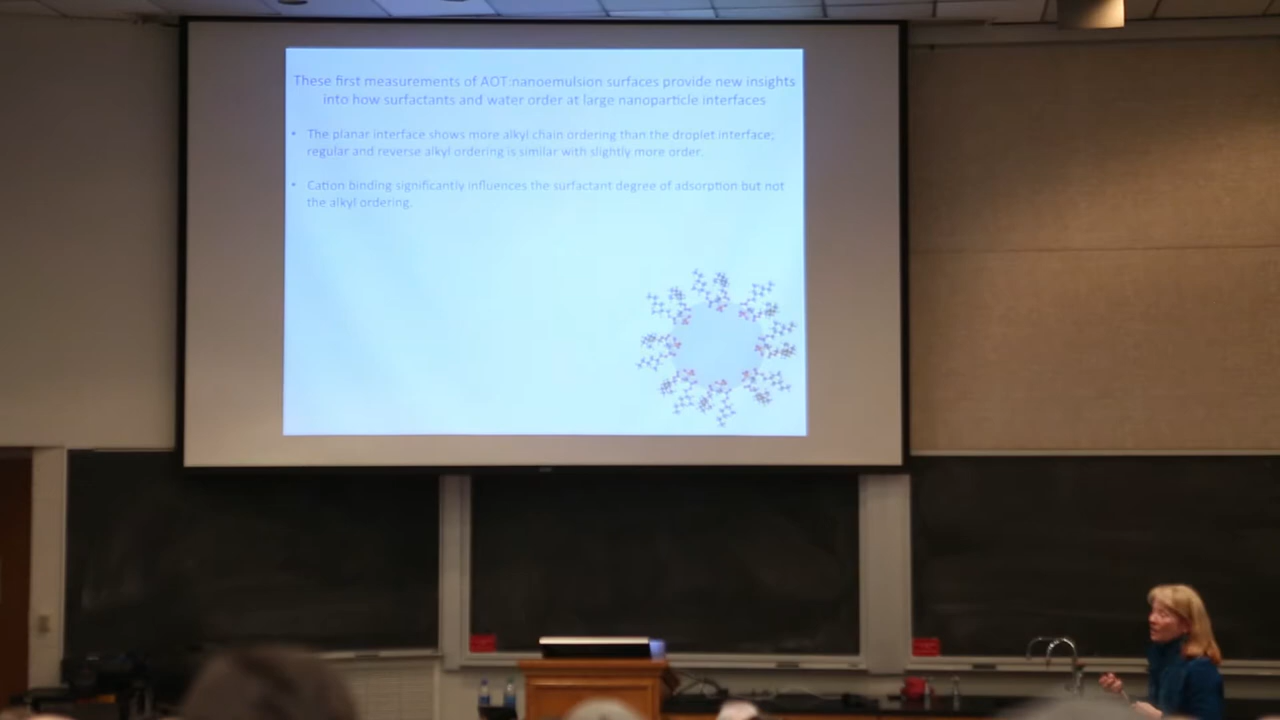 These first measurements of AOT:nanoemulsion surfaces provide new insights
into how surfactants and water order at large nanoparticle interfaces
• The planar interface shows more alkyl chain ordering than the droplet interface;
regular and reverse alkyl ordering is similar with slightly more order.
• Cation binding significantly influences the surfactant degree of adsorption but not
the alkyl ordering.